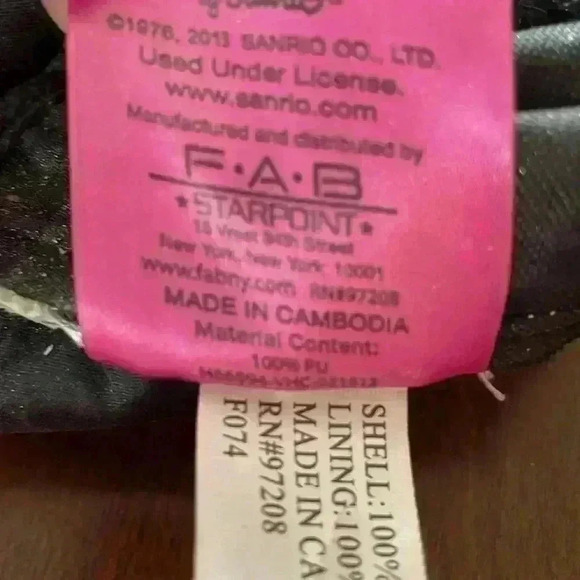 ©1976, 2013 SANRIO CO., LTD.
Used Under License.
www.sanrio.com
Manufactured and distributed by
F•A•B
★STARPOINT★
New York, New York 10001
www.fabny.com RN#97208
MADE IN CAMBODIA
Material Content:
100% PU
SHELL:100%
LINING:100%
MADE IN CA
RN#97208
F074